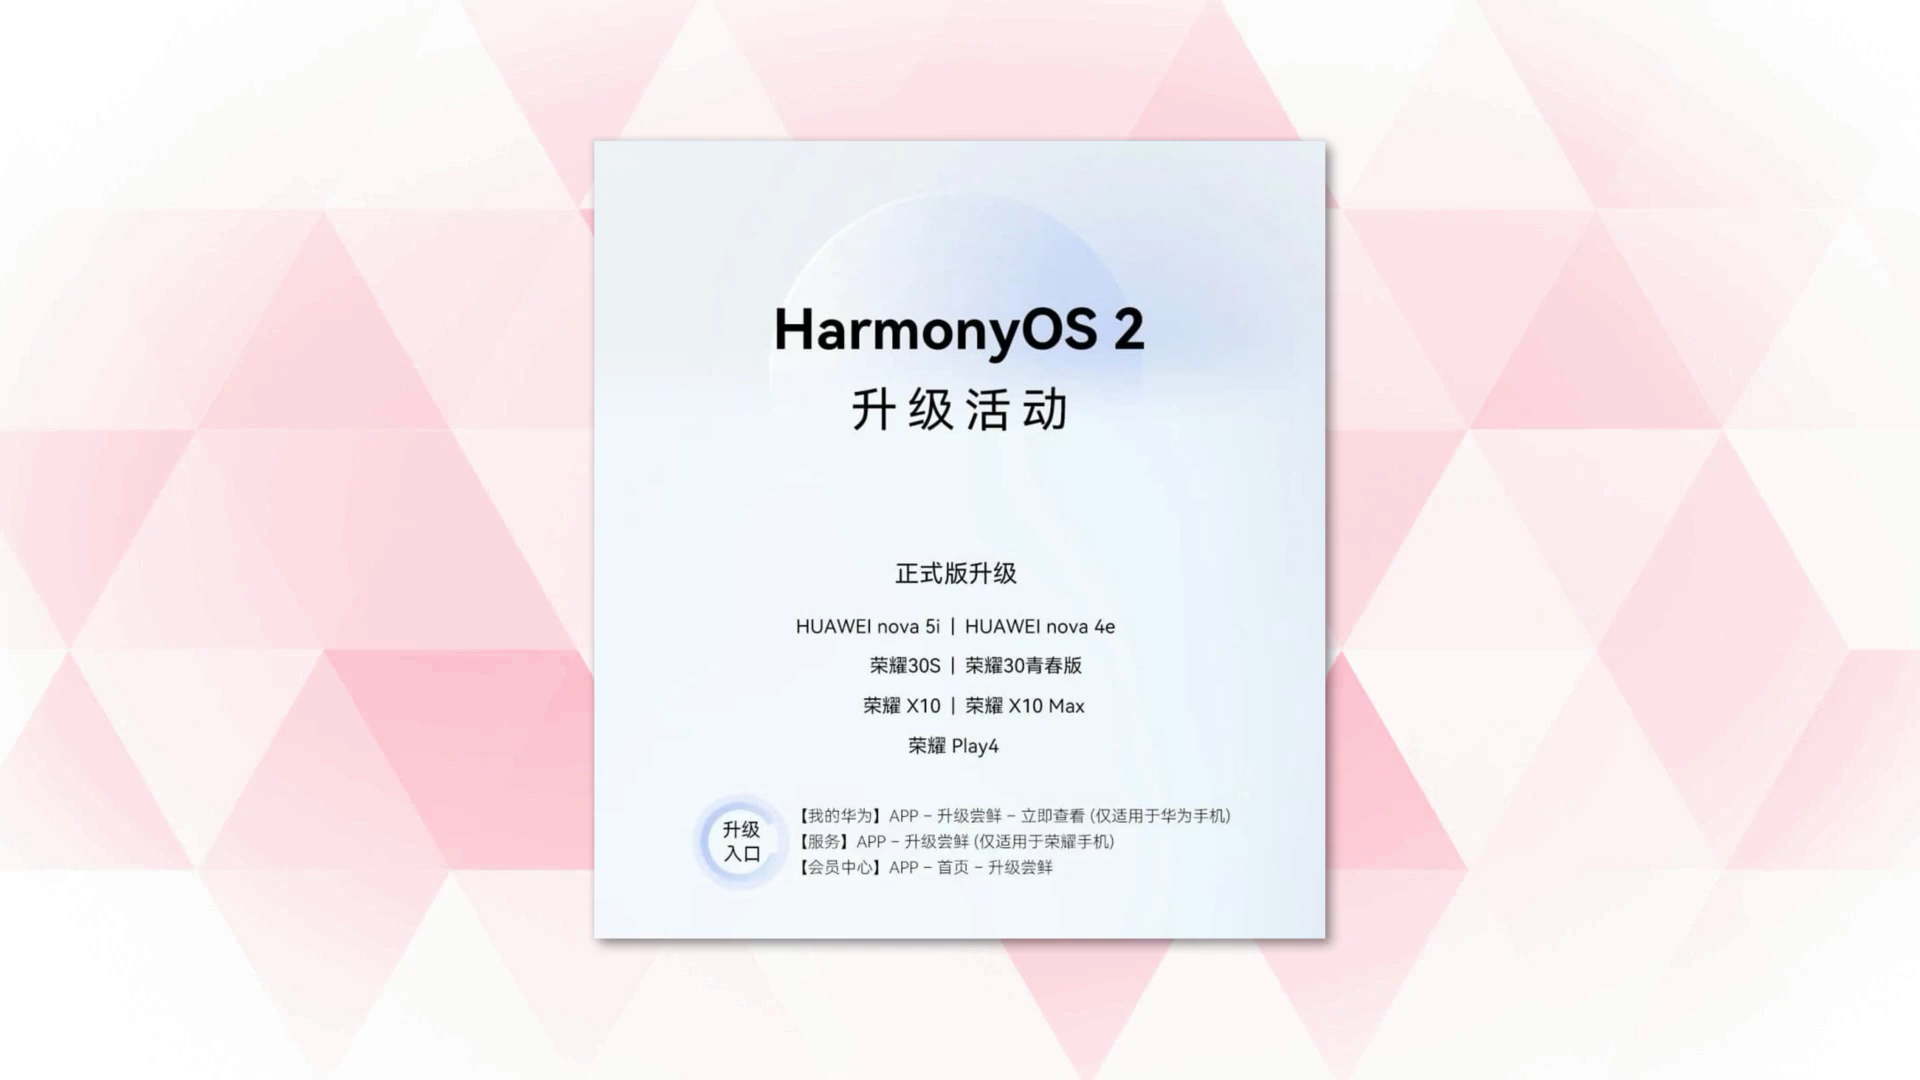 HarmonyOS 2
升级活动
正式版升级
HUAWEI nova 5i | HUAWEI nova 4e
荣耀30S | 荣耀30青春版
荣耀 X10 | 荣耀 X10 Max
荣耀 Play4
升级
入口
【我的华为】APP – 升级尝鲜 – 立即查看 (仅适用于华为手机)
【服务】APP – 升级尝鲜 (仅适用于荣耀手机)
【会员中心】APP – 首页 – 升级尝鲜